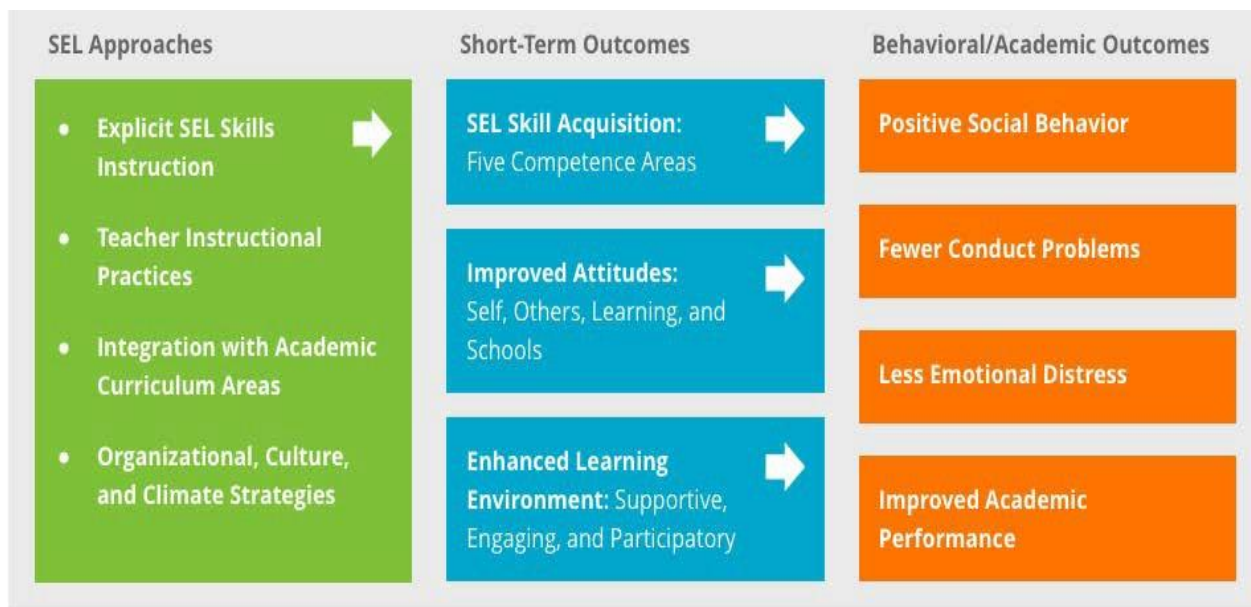 SEL Approaches
• Explicit SEL Skills
Instruction
• Teacher Instructional
Practices
• Integration with Academic
Curriculum Areas
• Organizational, Culture,
and Climate Strategies
Short-Term Outcomes
SEL Skill Acquisition:
Five Competence Areas
Improved Attitudes:
Self, Others, Learning, and
Schools
Enhanced Learning
Environment: Supportive,
Engaging, and Participatory
Behavioral/Academic Outcomes
Positive Social Behavior
Fewer Conduct Problems
Less Emotional Distress
Improved Academic
Performance